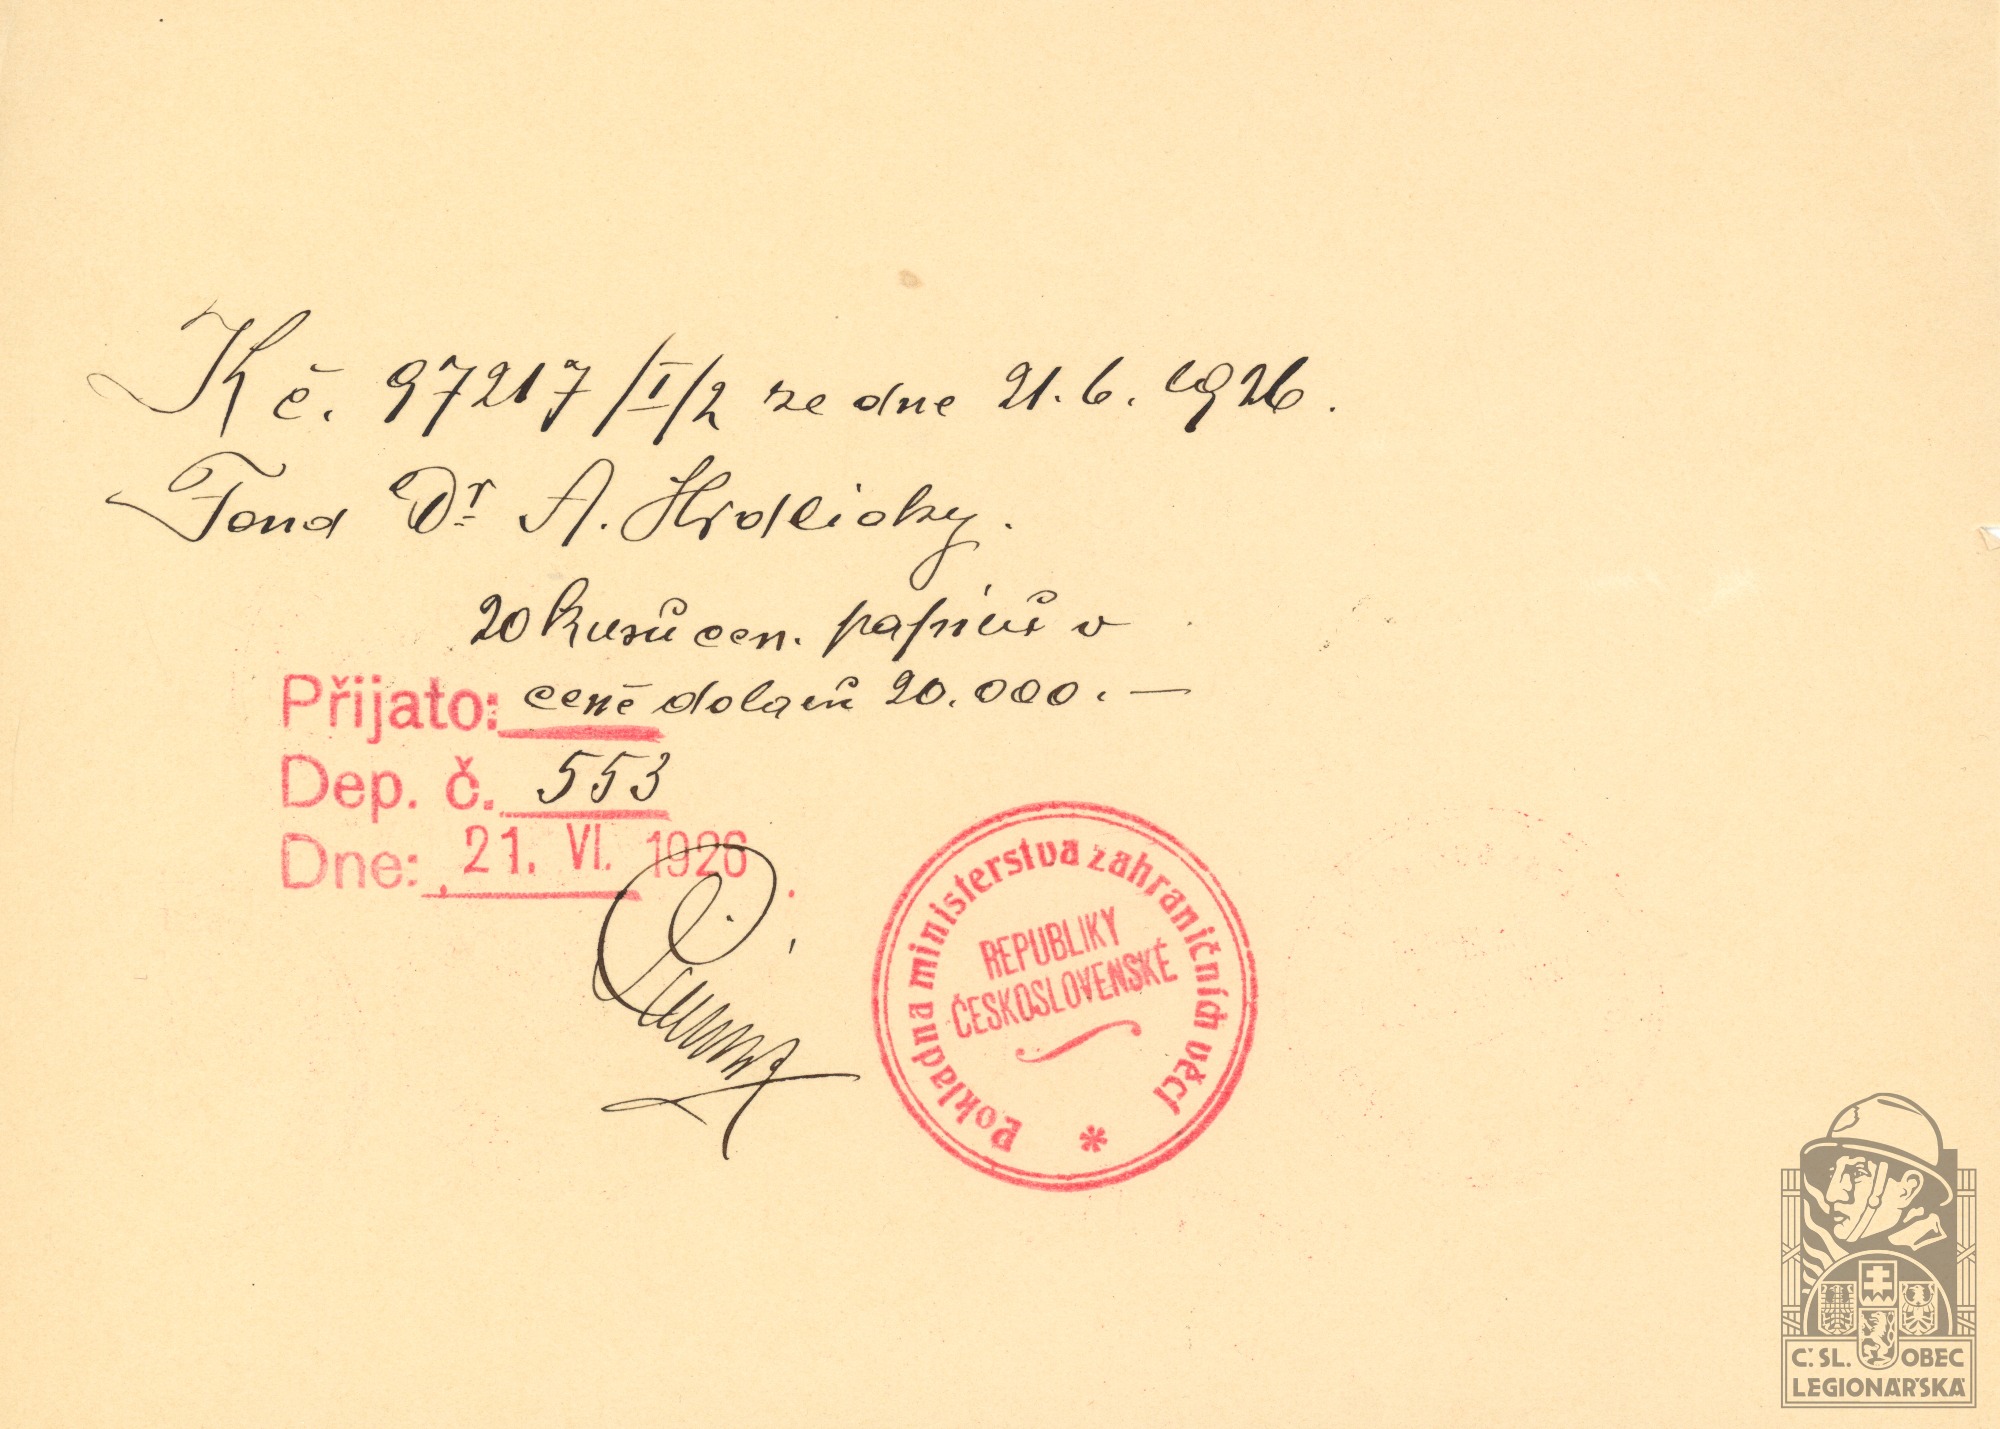 K č. 97217/I/2 ze dne 21. 6. 1926.
Fond Dr A. Hrdličky.
20 kusů cen. papírů v
Přijato: ceně dolarů 20.000.—
Dep. č. 553
Dne: 21. VI. 1926
Pokladna ministerstva zahraničních věcí
REPUBLIKY
ČESKOSLOVENSKÉ
*
Č. SL. OBEC
LEGIONÁŘSKÁ